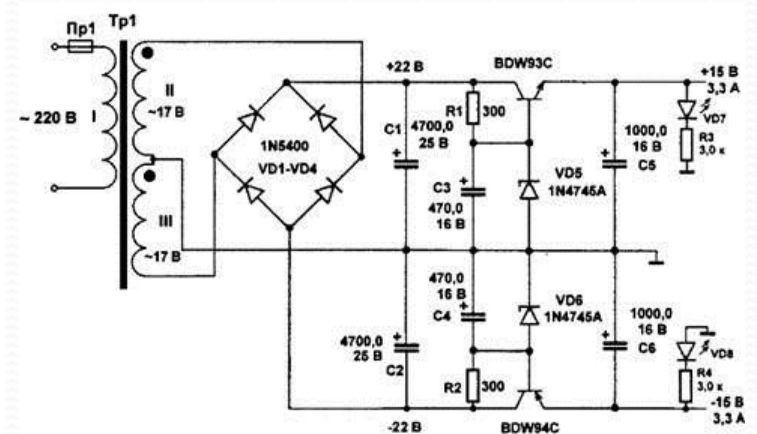 Пр1
Тр1
~ 220 В
I
II
~17 В
III
~17 В
1N5400
VD1-VD4
+22 В
C1
4700,0
25 В
+
R1
300
BDW93C
C3
470,0
16 В
+
VD5
1N4745A
1000,0
16 В
C5
+
+15 В
3,3 А
VD7
R3
3,0 к
4700,0
25 В
C2
+
470,0
16 В
C4
+
VD6
1N4745A
R2
300
BDW94C
1000,0
16 В
C6
+
VD8
R4
3,0 к
-15 В
3,3 А
-22 В